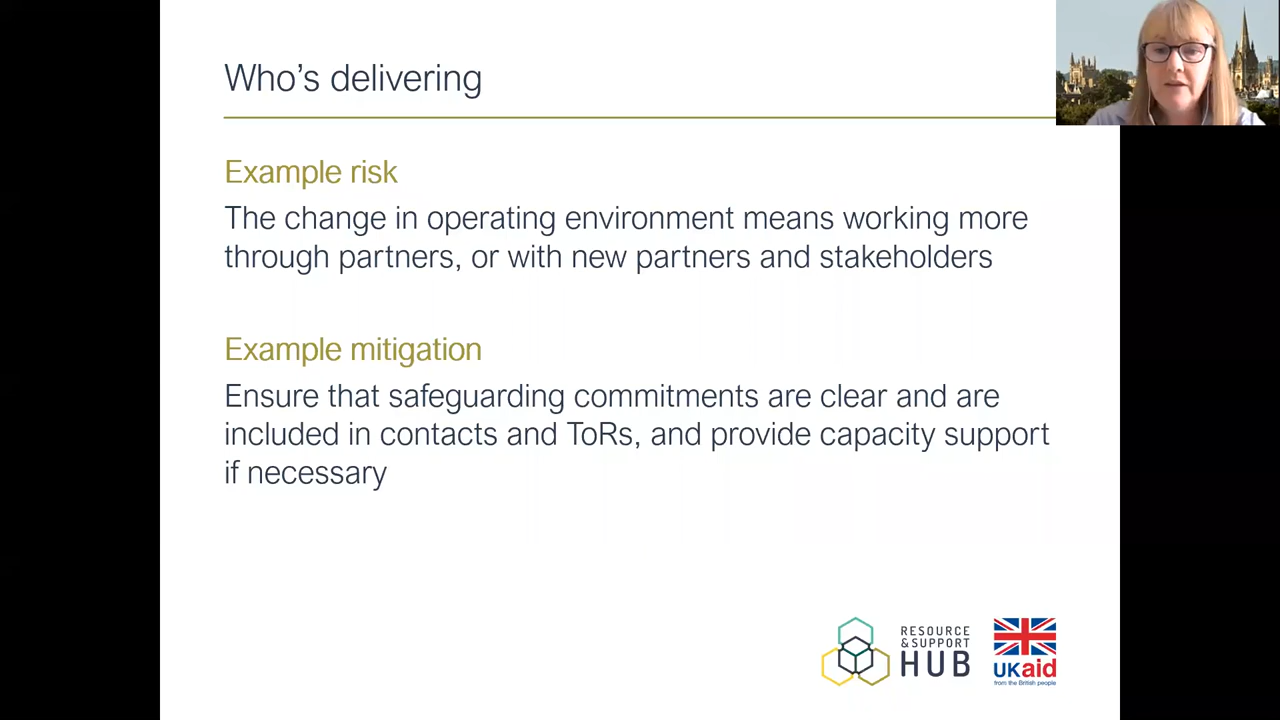 Who's delivering
Example risk
The change in operating environment means working more
through partners, or with new partners and stakeholders
Example mitigation
Ensure that safeguarding commitments are clear and are
included in contacts and ToRs, and provide capacity support
if necessary
RESOURCE
&SUPPORT
HUB
UKaid
from the British people